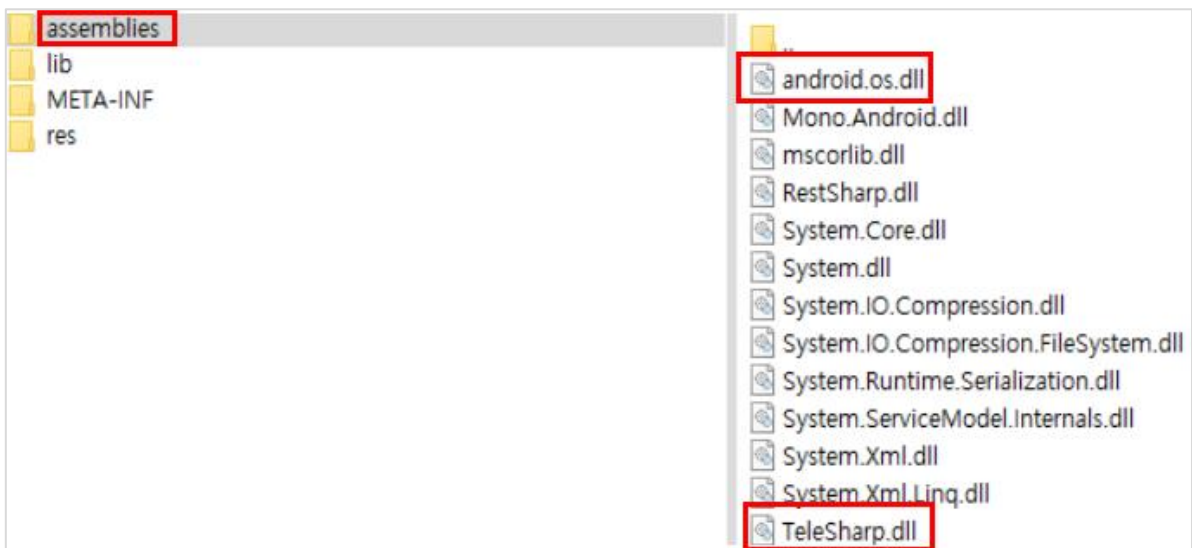 assemblies
lib
META-INF
res
..
android.os.dll
Mono.Android.dll
mscorlib.dll
RestSharp.dll
System.Core.dll
System.dll
System.IO.Compression.dll
System.IO.Compression.FileSystem.dll
System.Runtime.Serialization.dll
System.ServiceModel.Internals.dll
System.Xml.dll
System.Xml.Linq.dll
TeleSharp.dll